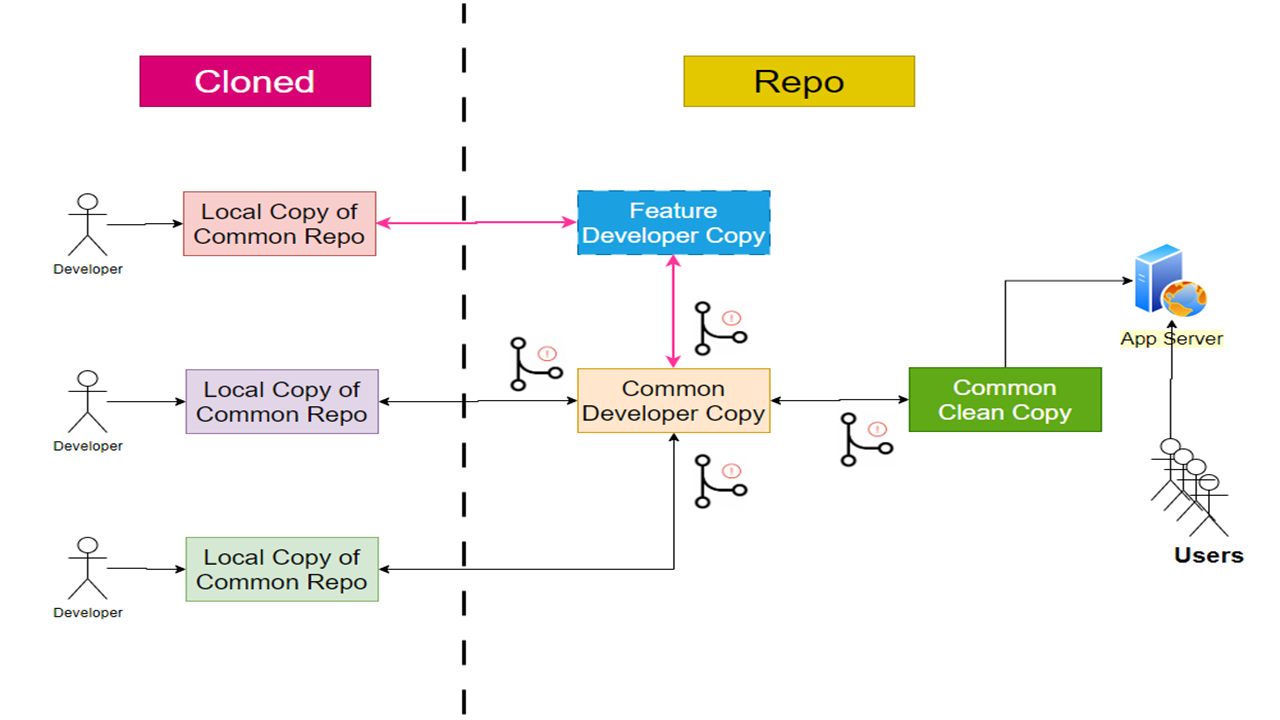 Cloned
Repo
Local Copy of
Common Repo
Feature
Developer Copy
Developer
App Server
Local Copy of
Common Repo
Common
Developer Copy
Common
Clean Copy
Developer
Local Copy of
Common Repo
Users
Developer